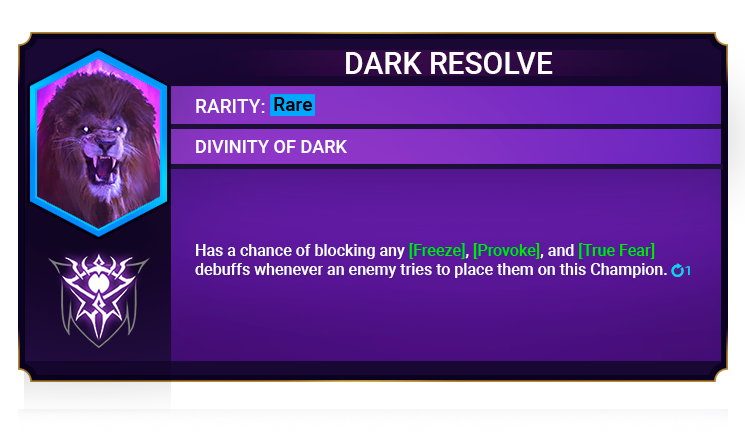 DARK RESOLVE
RARITY: Rare
DIVINITY OF DARK
Has a chance of blocking any [Freeze], [Provoke], and [True Fear]
debuffs whenever an enemy tries to place them on this Champion. 1